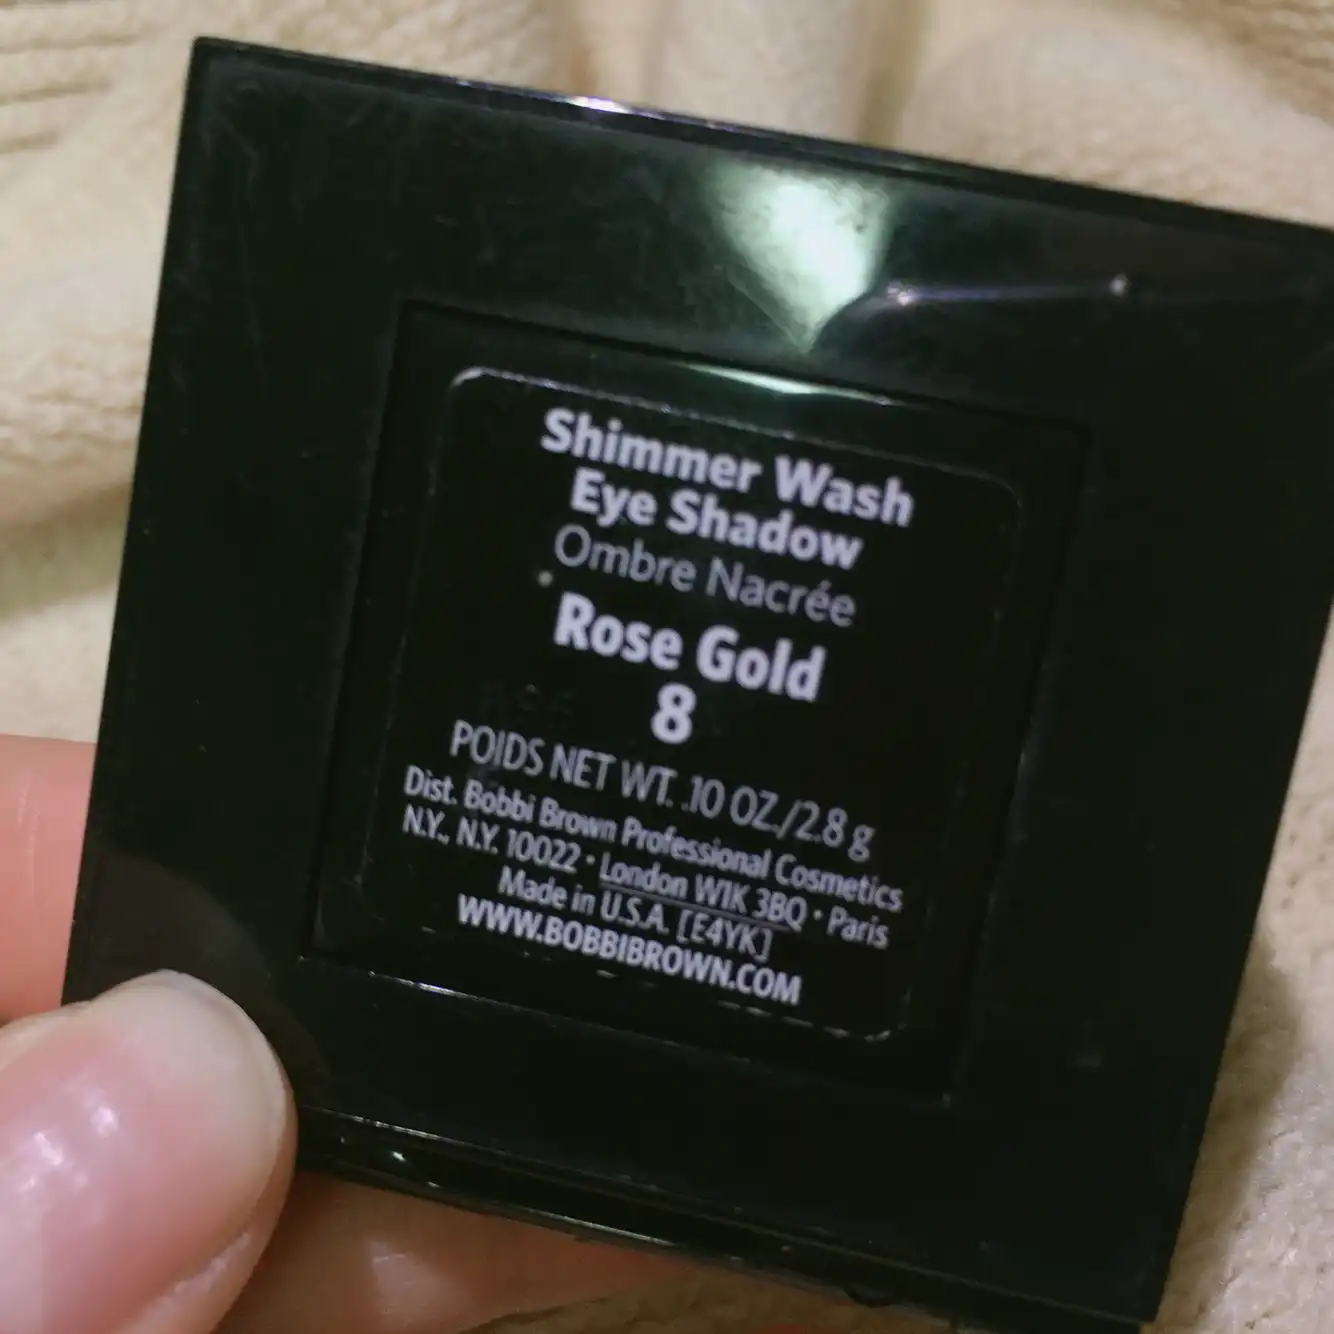 Shimmer Wash
Eye Shadow
Ombre Nacrée
Rose Gold
8
POIDS NET WT. .10 OZ./2.8 g
Dist. Bobbi Brown Professional Cosmetics
N.Y., N.Y. 10022 · London W1K 3BQ · Paris
Made in U.S.A. [E4YK]
WWW.BOBBIBROWN.COM